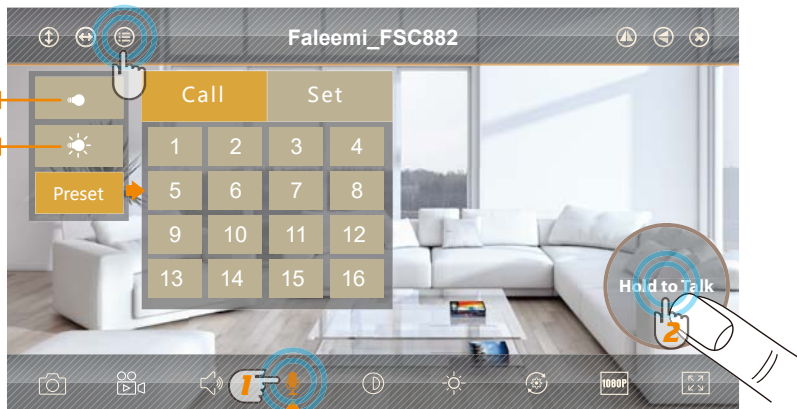 Faleemi_FSC882
Call Set
1 2 3 4
Preset
5 6 7 8
9 10 11 12
13 14 15 16
Hold to Talk
2
1
1080P